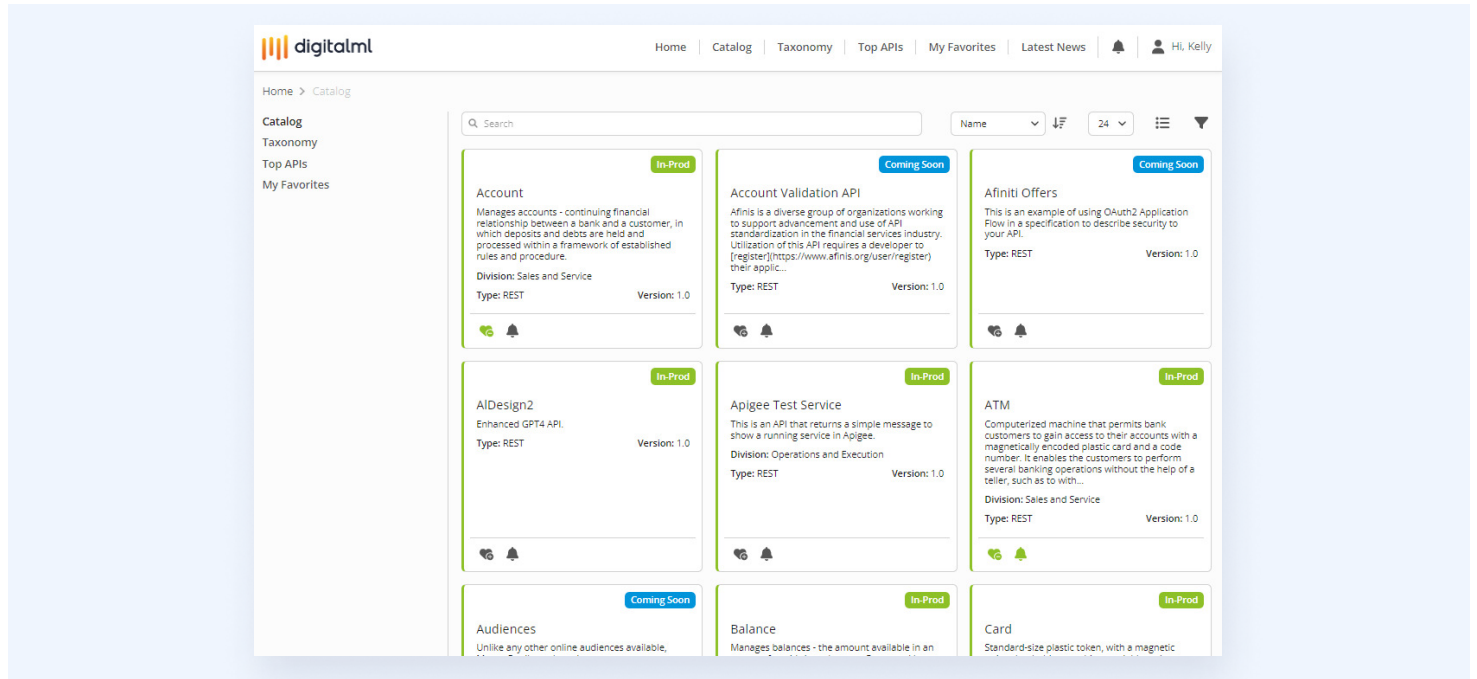 digitalml
Home
Catalog
Taxonomy
Top APIs
My Favorites
Latest News
Hi, Kelly
Home > Catalog
Catalog
Taxonomy
Top APIs
My Favorites
Search
Name
24
In-Prod
Account
Manages accounts - continuing financial
relationship between a bank and a customer, in
which deposits and debts are held and
processed within a framework of established
rules and procedure.
Division: Sales and Service
Type: REST
Version: 1.0
Coming Soon
Account Validation API
Afinis is a diverse group of organizations working
to support advancement and use of API
standardization in the financial services industry.
Utilization of this API requires a developer to
[register](https://www.afinis.org/user/register)
their applic...
Type: REST
Version: 1.0
Coming Soon
Afiniti Offers
This is an example of using OAuth2 Application
Flow in a specification to describe security to
your API.
Type: REST
Version: 1.0
In-Prod
AIDesign2
Enhanced GPT4 API.
Type: REST
Version: 1.0
In-Prod
Apigee Test Service
This is an API that returns a simple message to
show a running service in Apigee.
Division: Operations and Execution
Type: REST
Version: 1.0
In-Prod
ATM
Computerized machine that permits bank
customers to gain access to their accounts with a
magnetically encoded plastic card and a code
number. It enables the customers to perform
several banking operations without the help of a
teller, such as to with...
Division: Sales and Service
Type: REST
Version: 1.0
Coming Soon
Audiences
Unlike any other online audiences available,
In-Prod
Balance
Manages balances - the amount available in an
In-Prod
Card
Standard-size plastic token, with a magnetic